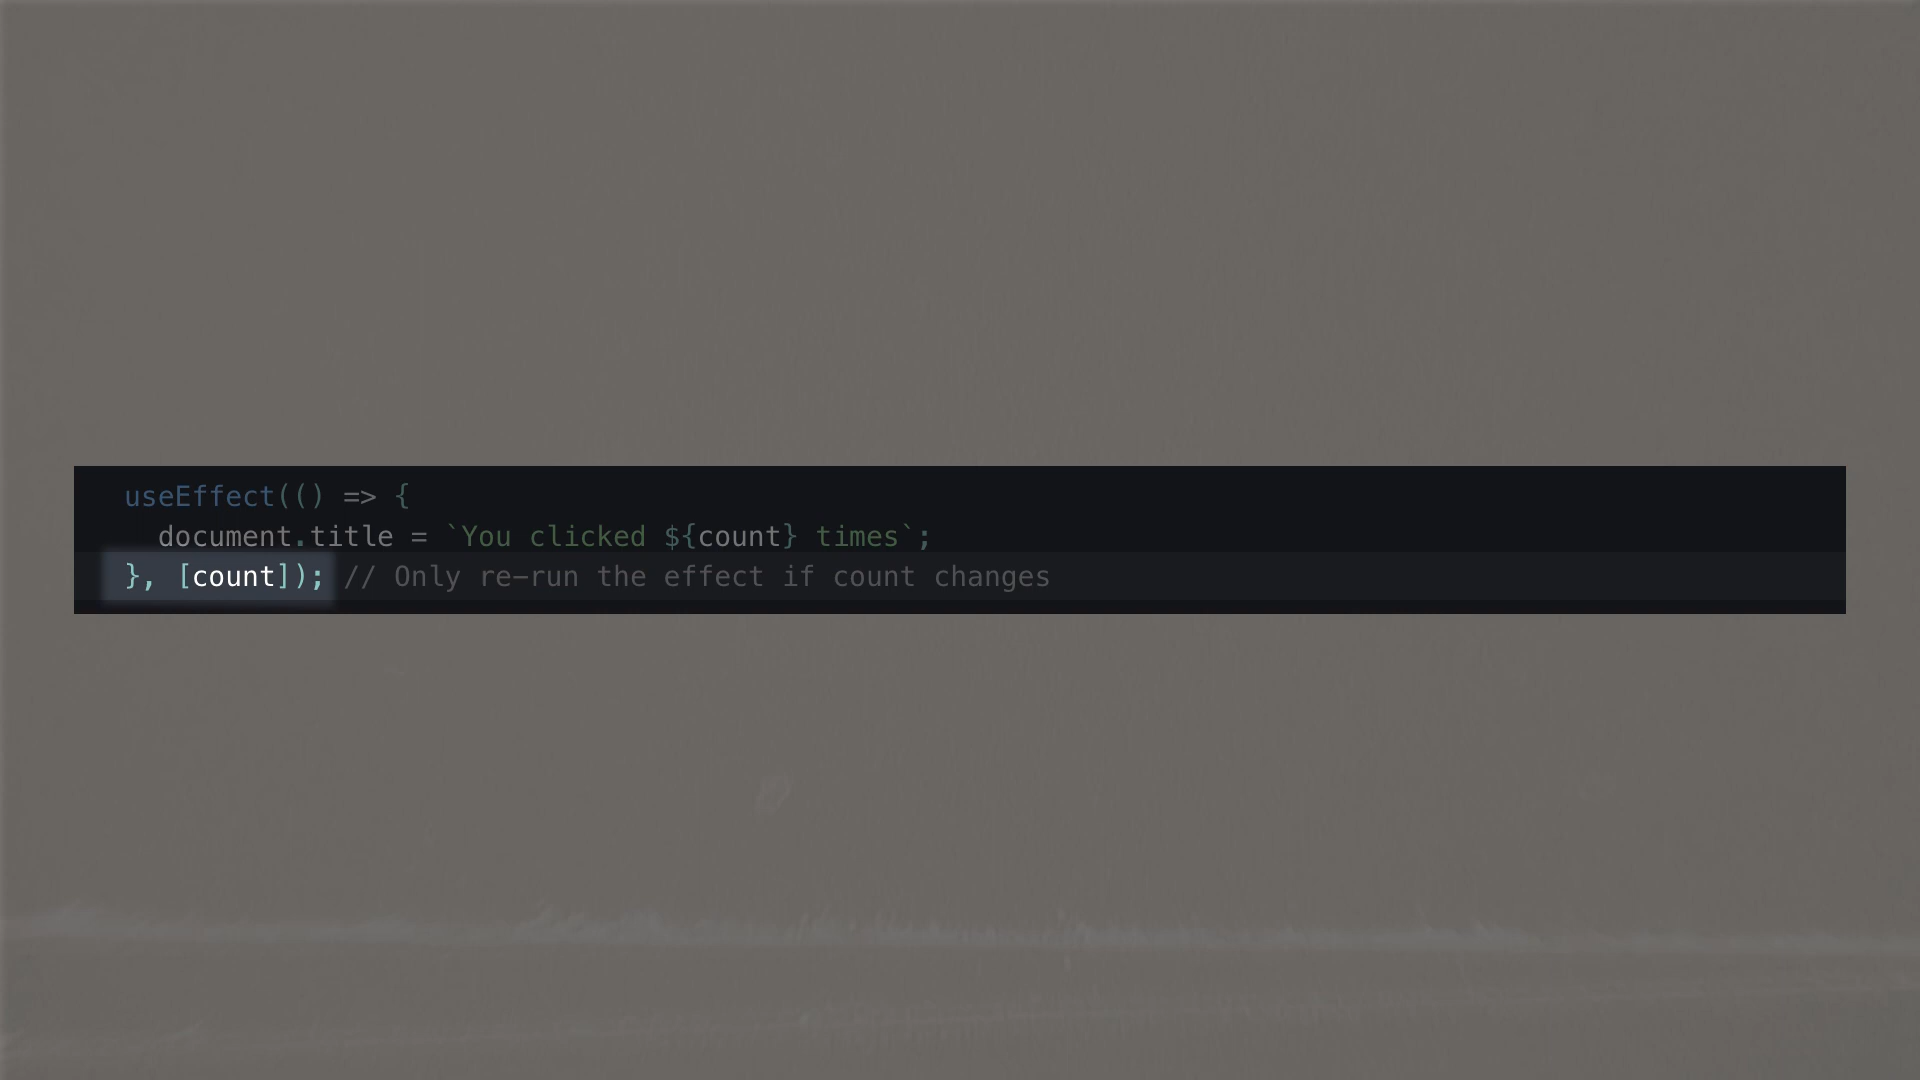 useEffect(() => {
  document.title = `You clicked ${count} times`;
}, [count]); // Only re-run the effect if count changes